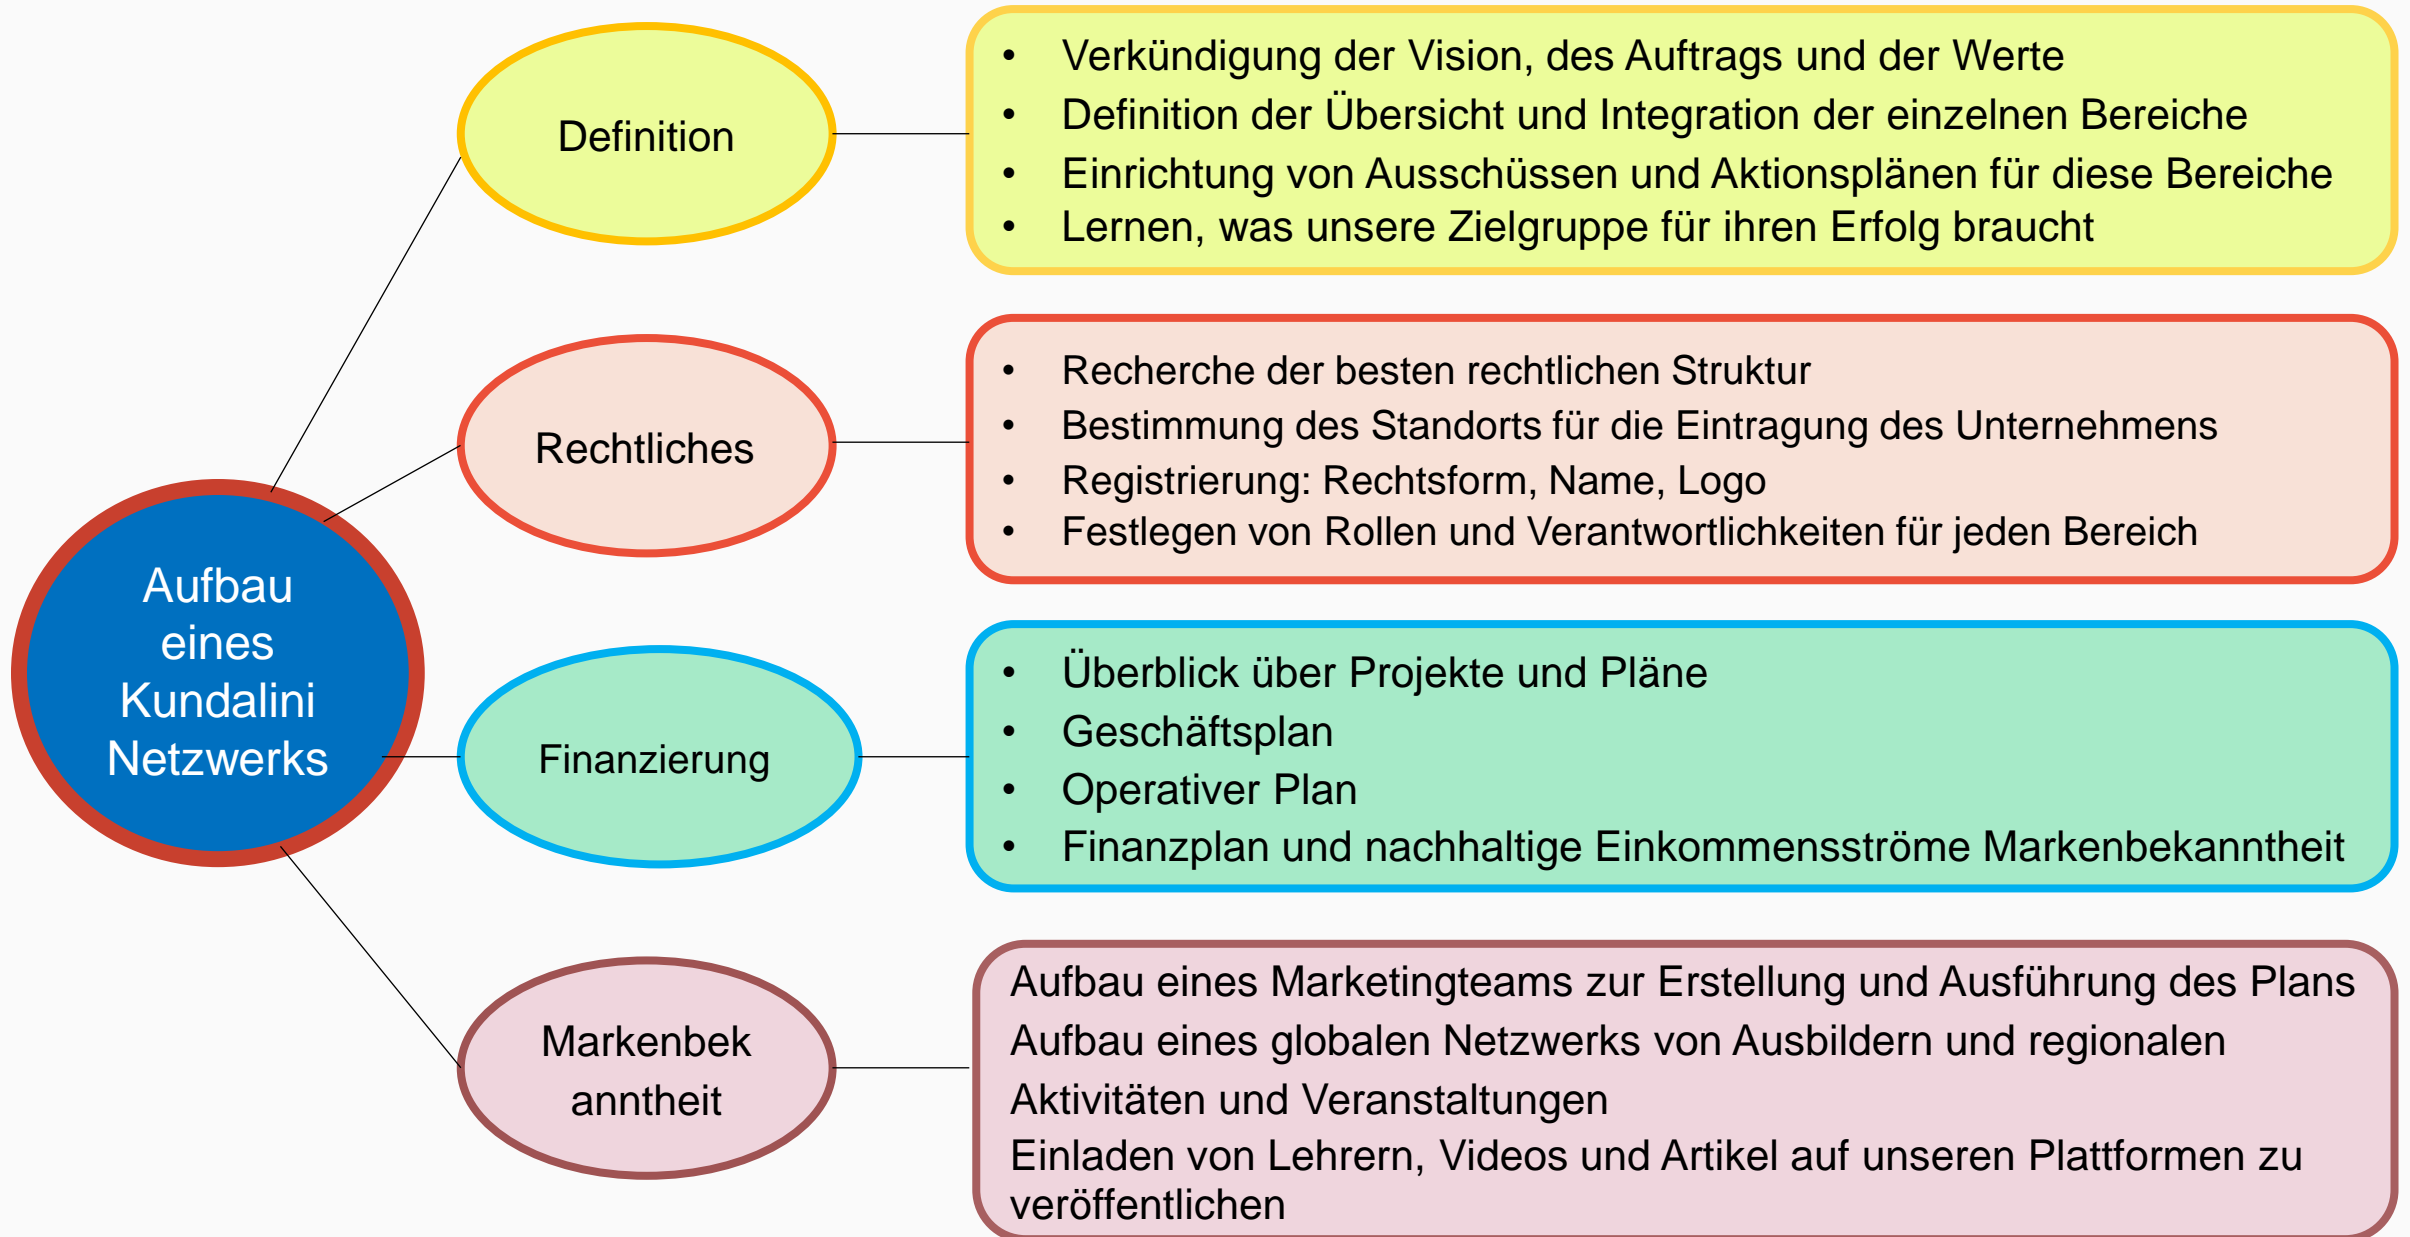 Aufbau
eines
Kundalini
Netzwerks
Definition
• Verkündigung der Vision, des Auftrags und der Werte
• Definition der Übersicht und Integration der einzelnen Bereiche
• Einrichtung von Ausschüssen und Aktionsplänen für diese Bereiche
• Lernen, was unsere Zielgruppe für ihren Erfolg braucht
Rechtliches
• Recherche der besten rechtlichen Struktur
• Bestimmung des Standorts für die Eintragung des Unternehmens
• Registrierung: Rechtsform, Name, Logo
• Festlegen von Rollen und Verantwortlichkeiten für jeden Bereich
Finanzierung
• Überblick über Projekte und Pläne
• Geschäftsplan
• Operativer Plan
• Finanzplan und nachhaltige Einkommensströme Markenbekanntheit
Markenbek
anntheit
Aufbau eines Marketingteams zur Erstellung und Ausführung des Plans
Aufbau eines globalen Netzwerks von Ausbildern und regionalen
Aktivitäten und Veranstaltungen
Einladen von Lehrern, Videos und Artikel auf unseren Plattformen zu
veröffentlichen